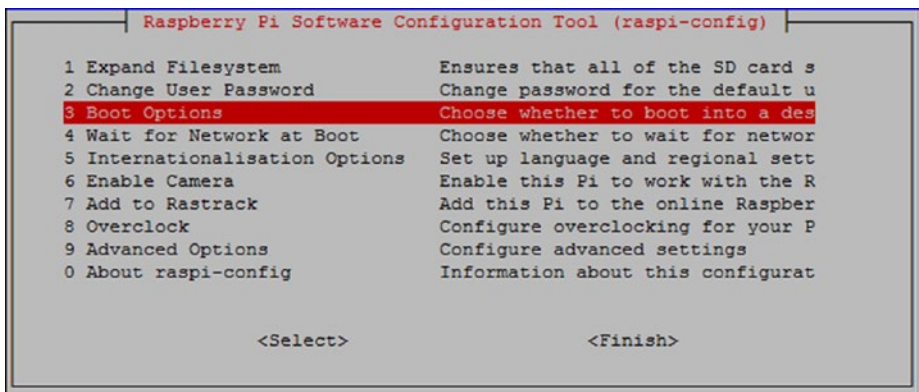 Raspberry Pi Software Configuration Tool (raspi-config)
1 Expand Filesystem Ensures that all of the SD card s
2 Change User Password Change password for the default u
3 Boot Options Choose whether to boot into a des
4 Wait for Network at Boot Choose whether to wait for networ
5 Internationalisation Options Set up language and regional sett
6 Enable Camera Enable this Pi to work with the R
7 Add to Rastrack Add this Pi to the online Raspber
8 Overclock Configure overclocking for your P
9 Advanced Options Configure advanced settings
0 About raspi-config Information about this configurat
<Select> <Finish>